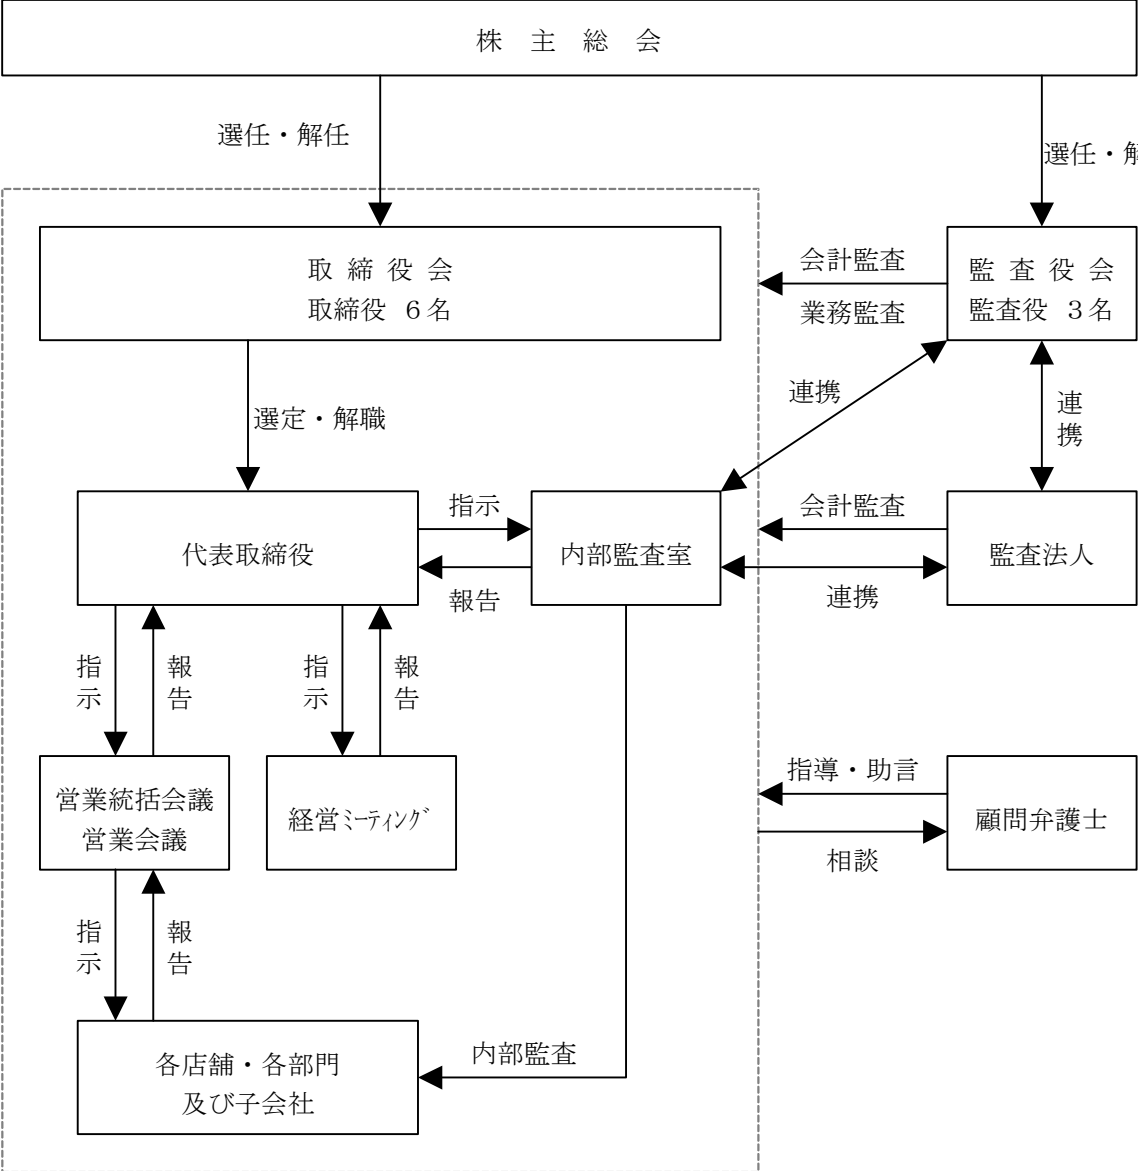 株 主 総 会
選任・解任
選任・
取 締 役 会
取締役 6名
会計監査
業務監査
監 査 役 会
監査役 3名
連携
連
携
選定・解職
代表取締役
指示
報告
内部監査室
会計監査
連携
監査法人
指
示
報
告
指
示
報
告
営業統括会議
営業会議
経営ﾐｰﾃｨﾝｸﾞ
指導・助言
相談
顧問弁護士
指
示
報
告
各店舗・各部門
及び子会社
内部監査